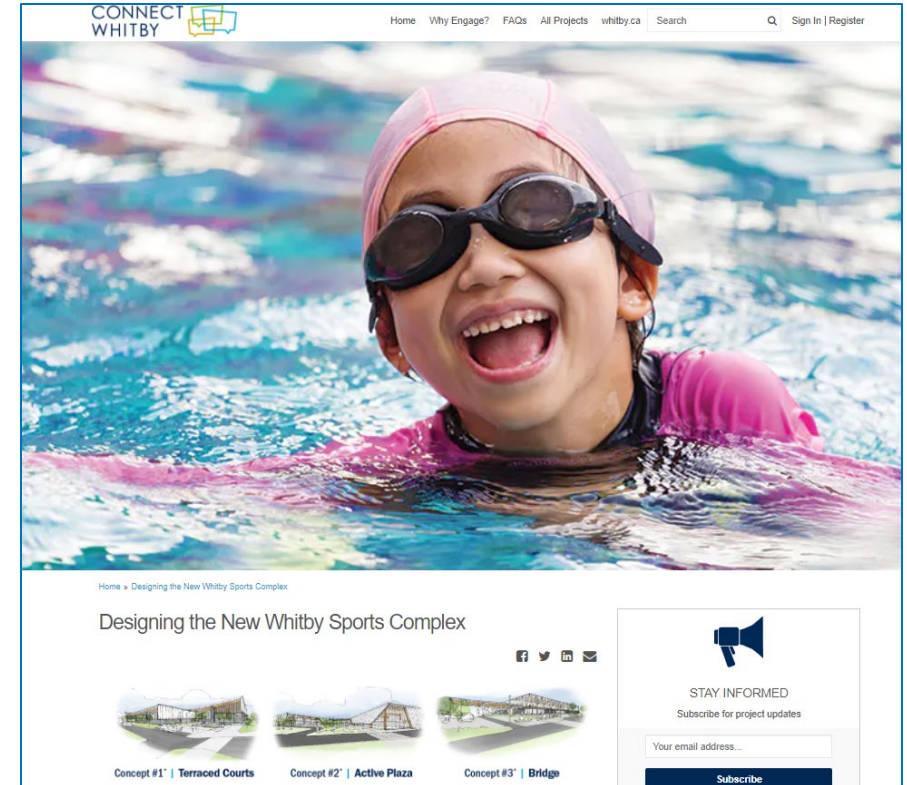 CONNECT
WHITBY
Home Why Engage? FAQs All Projects whitby.ca Search Sign In | Register
Home » Designing the New Whitby Sports Complex
Designing the New Whitby Sports Complex
STAY INFORMED
Subscribe for project updates
Your email address...
Subscribe
Concept #1* | Terraced Courts Concept #2* | Active Plaza Concept #3* | Bridge